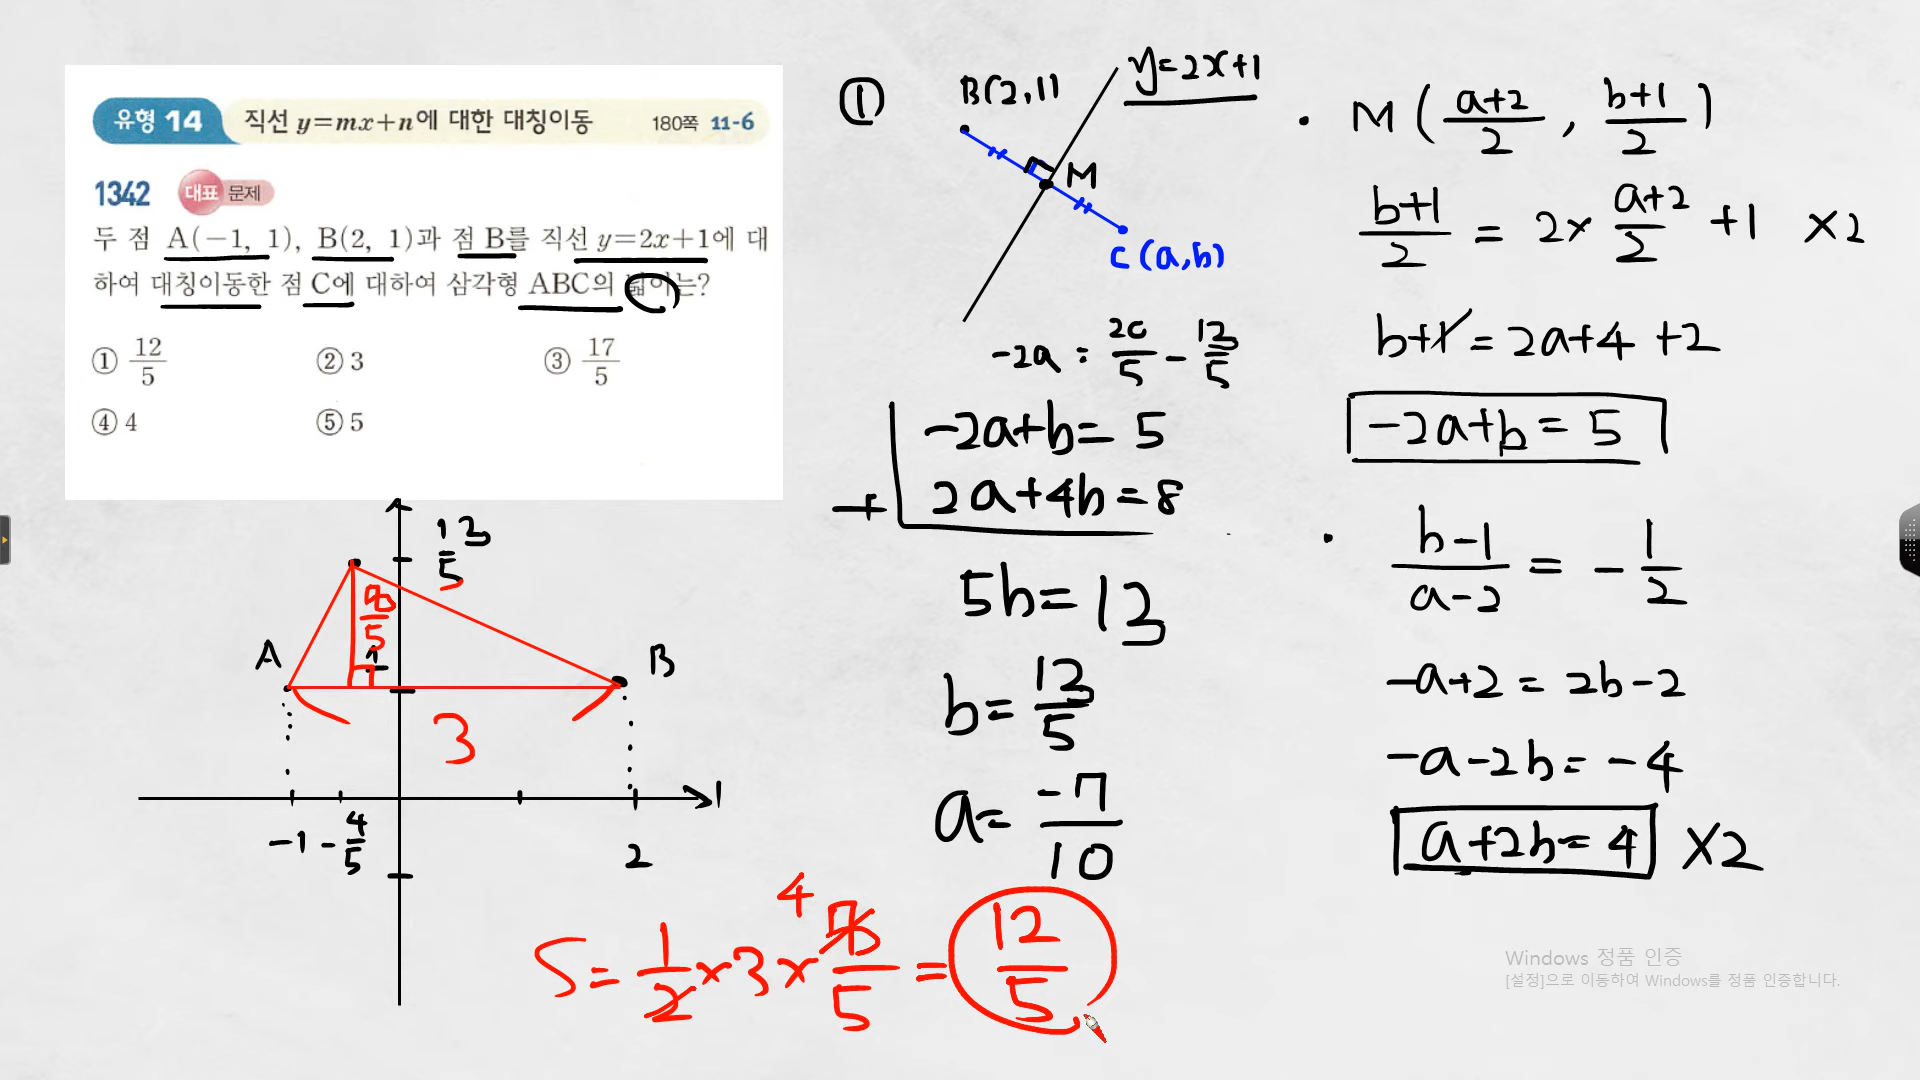 유형 14 직선 y=mx+n에 대한 대칭이동 180쪽 11-6
1342 대표 문제
두 점 A(−1, 1), B(2, 1)과 점 B를 직선 y=2x+1에 대
하여 대칭이동한 점 C에 대하여 삼각형 ABC의 넓이는?
① 12/5 ② 3 ③ 17/5
④ 4 ⑤ 5
①
B(2,1)
y=2x+1
M
C(a,b)
-2a = 20/5 - 13/5
-2a+b= 5
+ 2a+4b=8
5b=13
b= 13/5
a= -7/10
· M ( a+2/2 , b+1/2 )
b+1/2 = 2× a+2/2 +1 ×2
b+1 = 2a+4 +2
-2a+b = 5
· b-1/a-2 = - 1/2
-a+2 = 2b-2
-a-2b= -4
a+2b= 4 ×2
13/5
8/5
1
A
B
3
-1
-4/5
2
4
S= 1/2 ×3× 8/5 = 12/5
Windows 정품 인증
[설정]으로 이동하여 Windows를 정품 인증합니다.